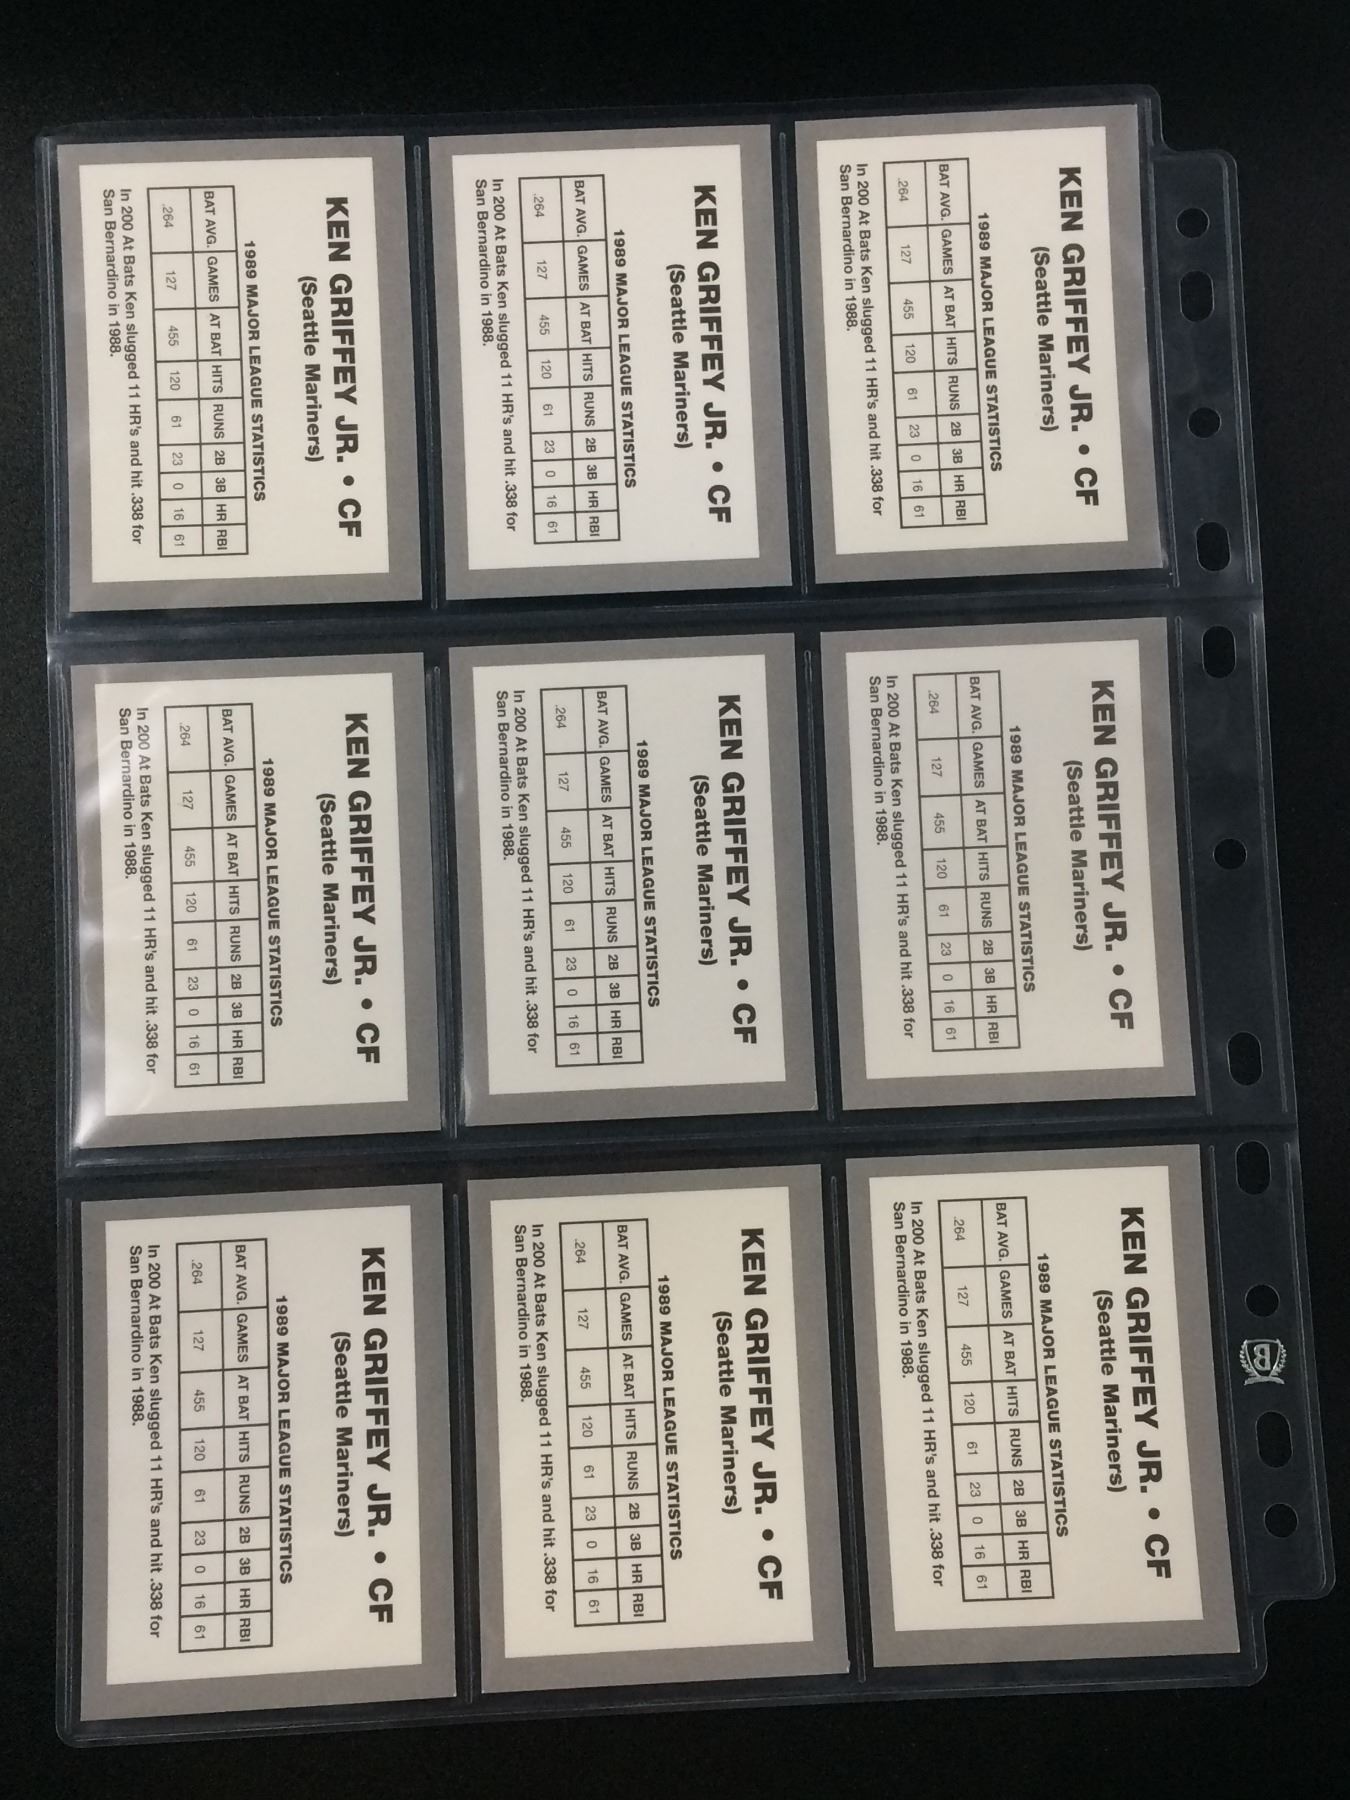 KEN GRIFFEY JR. • CF
(Seattle Mariners)
1989 MAJOR LEAGUE STATISTICS
BAT AVG. GAMES AT BAT HITS RUNS 2B 3B HR RBI
.264 127 455 120 61 23 0 16 61
In 200 At Bats Ken slugged 11 HR's and hit .338 for
San Bernardino in 1988.
KEN GRIFFEY JR. • CF
(Seattle Mariners)
1989 MAJOR LEAGUE STATISTICS
BAT AVG. GAMES AT BAT HITS RUNS 2B 3B HR RBI
.264 127 455 120 61 23 0 16 61
In 200 At Bats Ken slugged 11 HR's and hit .338 for
San Bernardino in 1988.
KEN GRIFFEY JR. • CF
(Seattle Mariners)
1989 MAJOR LEAGUE STATISTICS
BAT AVG. GAMES AT BAT HITS RUNS 2B 3B HR RBI
.264 127 455 120 61 23 0 16 61
In 200 At Bats Ken slugged 11 HR's and hit .338 for
San Bernardino in 1988.
KEN GRIFFEY JR. • CF
(Seattle Mariners)
1989 MAJOR LEAGUE STATISTICS
BAT AVG. GAMES AT BAT HITS RUNS 2B 3B HR RBI
.264 127 455 120 61 23 0 16 61
In 200 At Bats Ken slugged 11 HR's and hit .338 for
San Bernardino in 1988.
KEN GRIFFEY JR. • CF
(Seattle Mariners)
1989 MAJOR LEAGUE STATISTICS
BAT AVG. GAMES AT BAT HITS RUNS 2B 3B HR RBI
.264 127 455 120 61 23 0 16 61
In 200 At Bats Ken slugged 11 HR's and hit .338 for
San Bernardino in 1988.
KEN GRIFFEY JR. • CF
(Seattle Mariners)
1989 MAJOR LEAGUE STATISTICS
BAT AVG. GAMES AT BAT HITS RUNS 2B 3B HR RBI
.264 127 455 120 61 23 0 16 61
In 200 At Bats Ken slugged 11 HR's and hit .338 for
San Bernardino in 1988.
KEN GRIFFEY JR. • CF
(Seattle Mariners)
1989 MAJOR LEAGUE STATISTICS
BAT AVG. GAMES AT BAT HITS RUNS 2B 3B HR RBI
.264 127 455 120 61 23 0 16 61
In 200 At Bats Ken slugged 11 HR's and hit .338 for
San Bernardino in 1988.
KEN GRIFFEY JR. • CF
(Seattle Mariners)
1989 MAJOR LEAGUE STATISTICS
BAT AVG. GAMES AT BAT HITS RUNS 2B 3B HR RBI
.264 127 455 120 61 23 0 16 61
In 200 At Bats Ken slugged 11 HR's and hit .338 for
San Bernardino in 1988.
KEN GRIFFEY JR. • CF
(Seattle Mariners)
1989 MAJOR LEAGUE STATISTICS
BAT AVG. GAMES AT BAT HITS RUNS 2B 3B HR RBI
.264 127 455 120 61 23 0 16 61
In 200 At Bats Ken slugged 11 HR's and hit .338 for
San Bernardino in 1988.